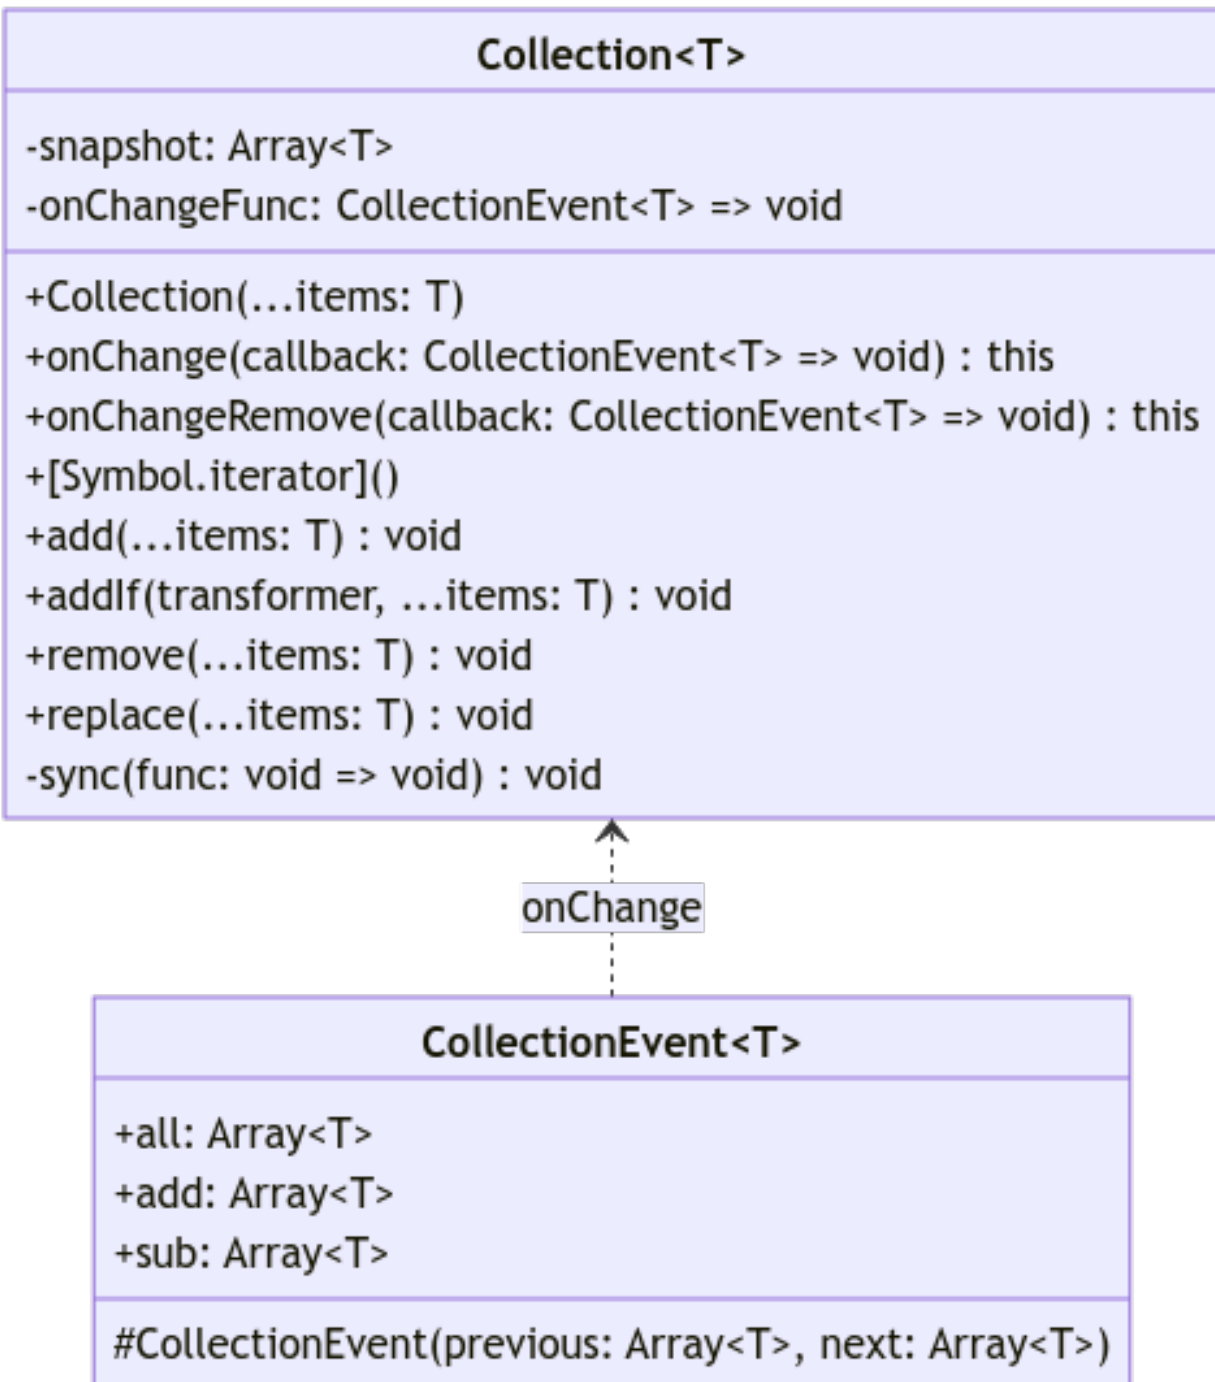 Collection<T>
-snapshot: Array<T>
-onChangeFunc: CollectionEvent<T> => void
+Collection(...items: T)
+onChange(callback: CollectionEvent<T> => void) : this
+onChangeRemove(callback: CollectionEvent<T> => void) : this
+[Symbol.iterator]()
+add(...items: T) : void
+addIf(transformer, ...items: T) : void
+remove(...items: T) : void
+replace(...items: T) : void
-sync(func: void => void) : void
onChange
CollectionEvent<T>
+all: Array<T>
+add: Array<T>
+sub: Array<T>
#CollectionEvent(previous: Array<T>, next: Array<T>)